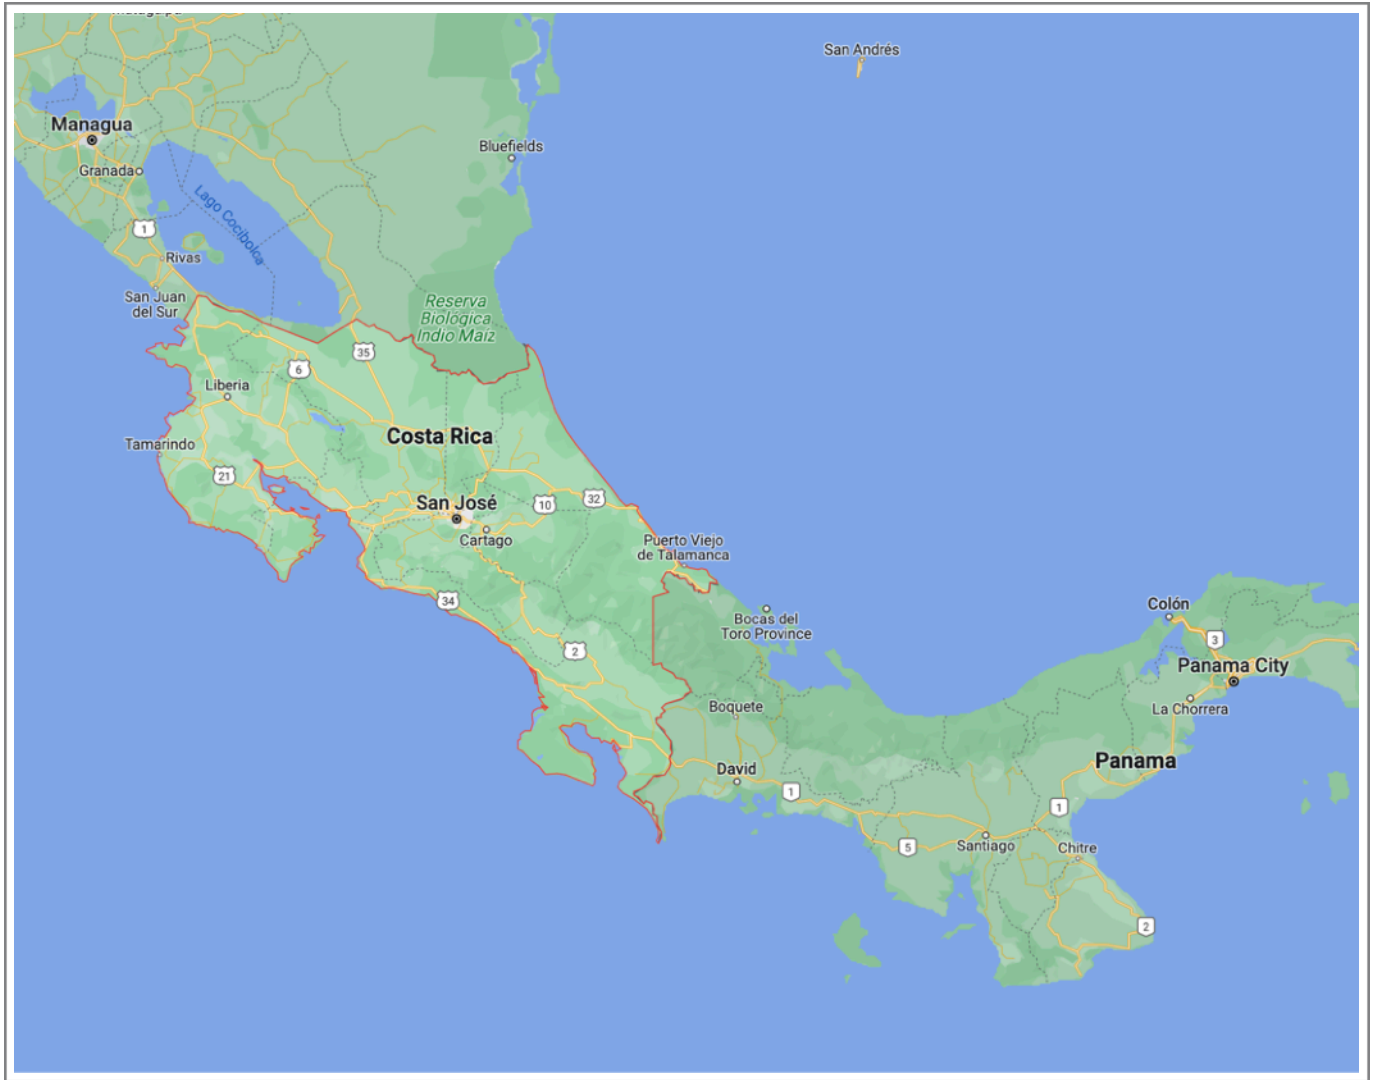 San Andrés
Managua
Bluefields
Granada
Lago Cocibolca
1
Rivas
San Juan
del Sur
Reserva
Biológica
Indio Maíz
35
6
Liberia
Costa Rica
Tamarindo
21
San José
10
32
Cartago
Puerto Viejo
de Talamanca
34
Colón
Bocas del
Toro Province
3
2
Panama City
Boquete
La Chorrera
Panama
David
1
1
5
Santiago
Chitre
2